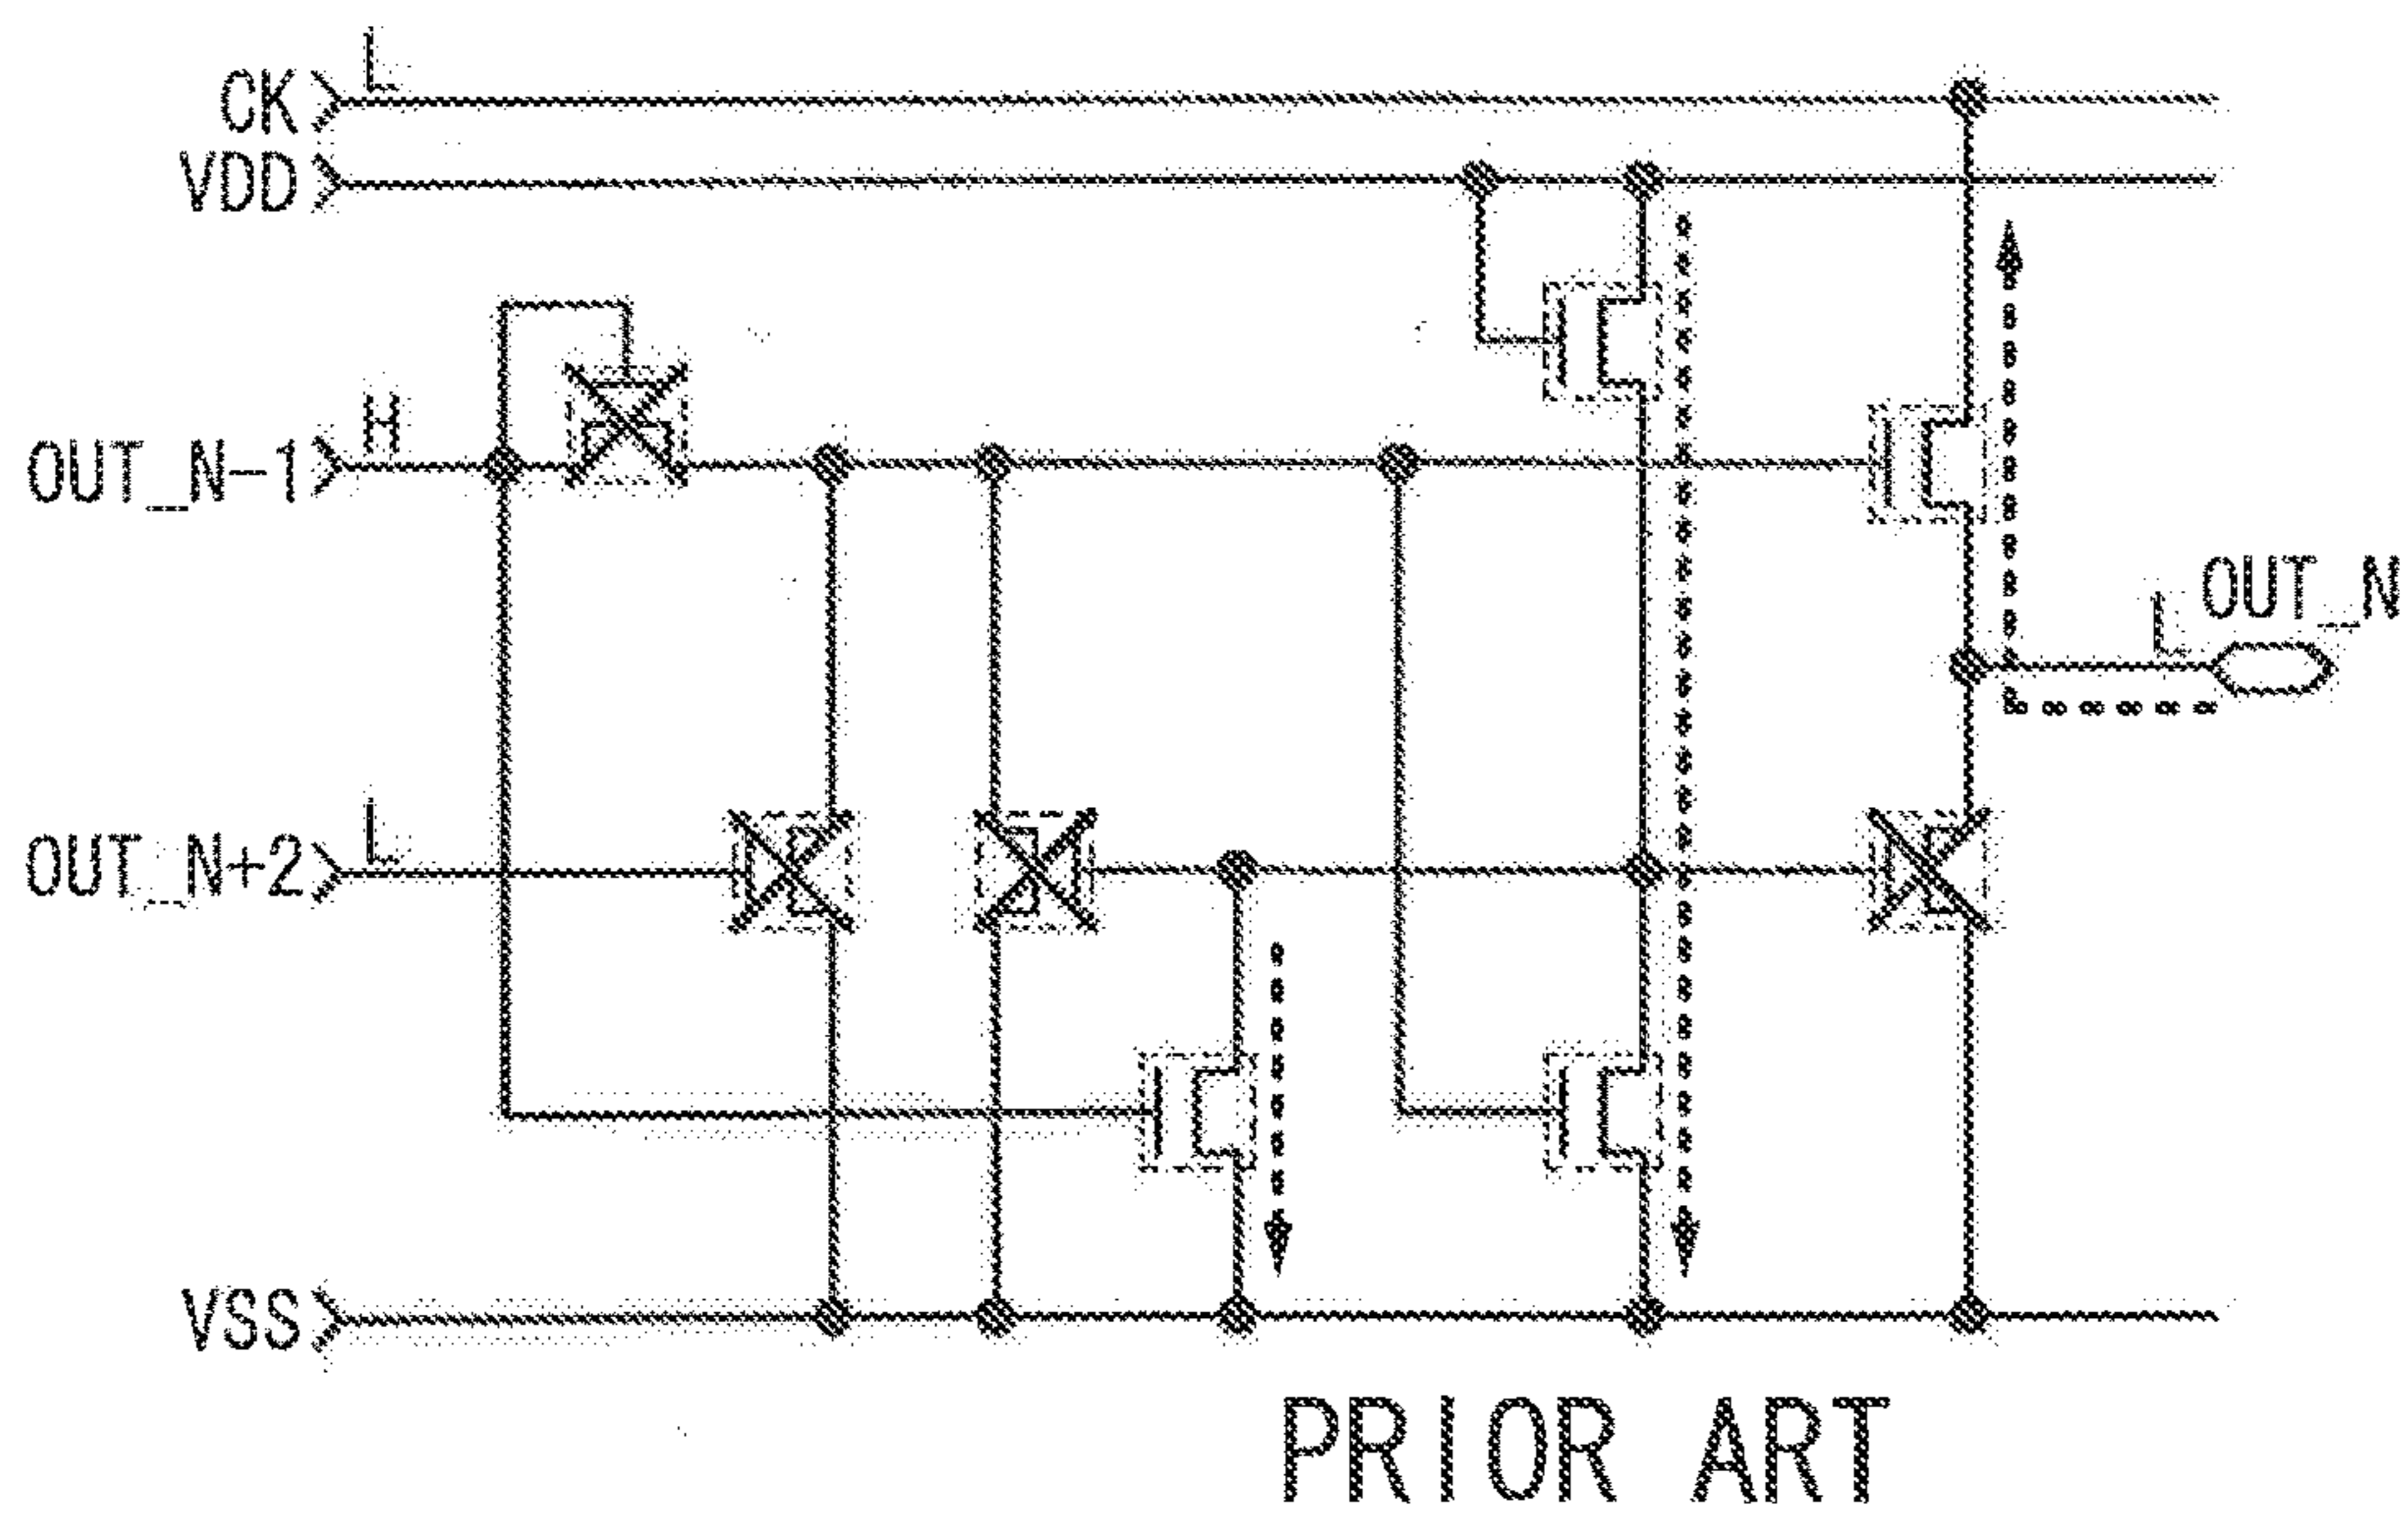 L
CK
VDD
H
OUT_N-1
L OUT_N
L
OUT_N+2
VSS
PRIOR ART